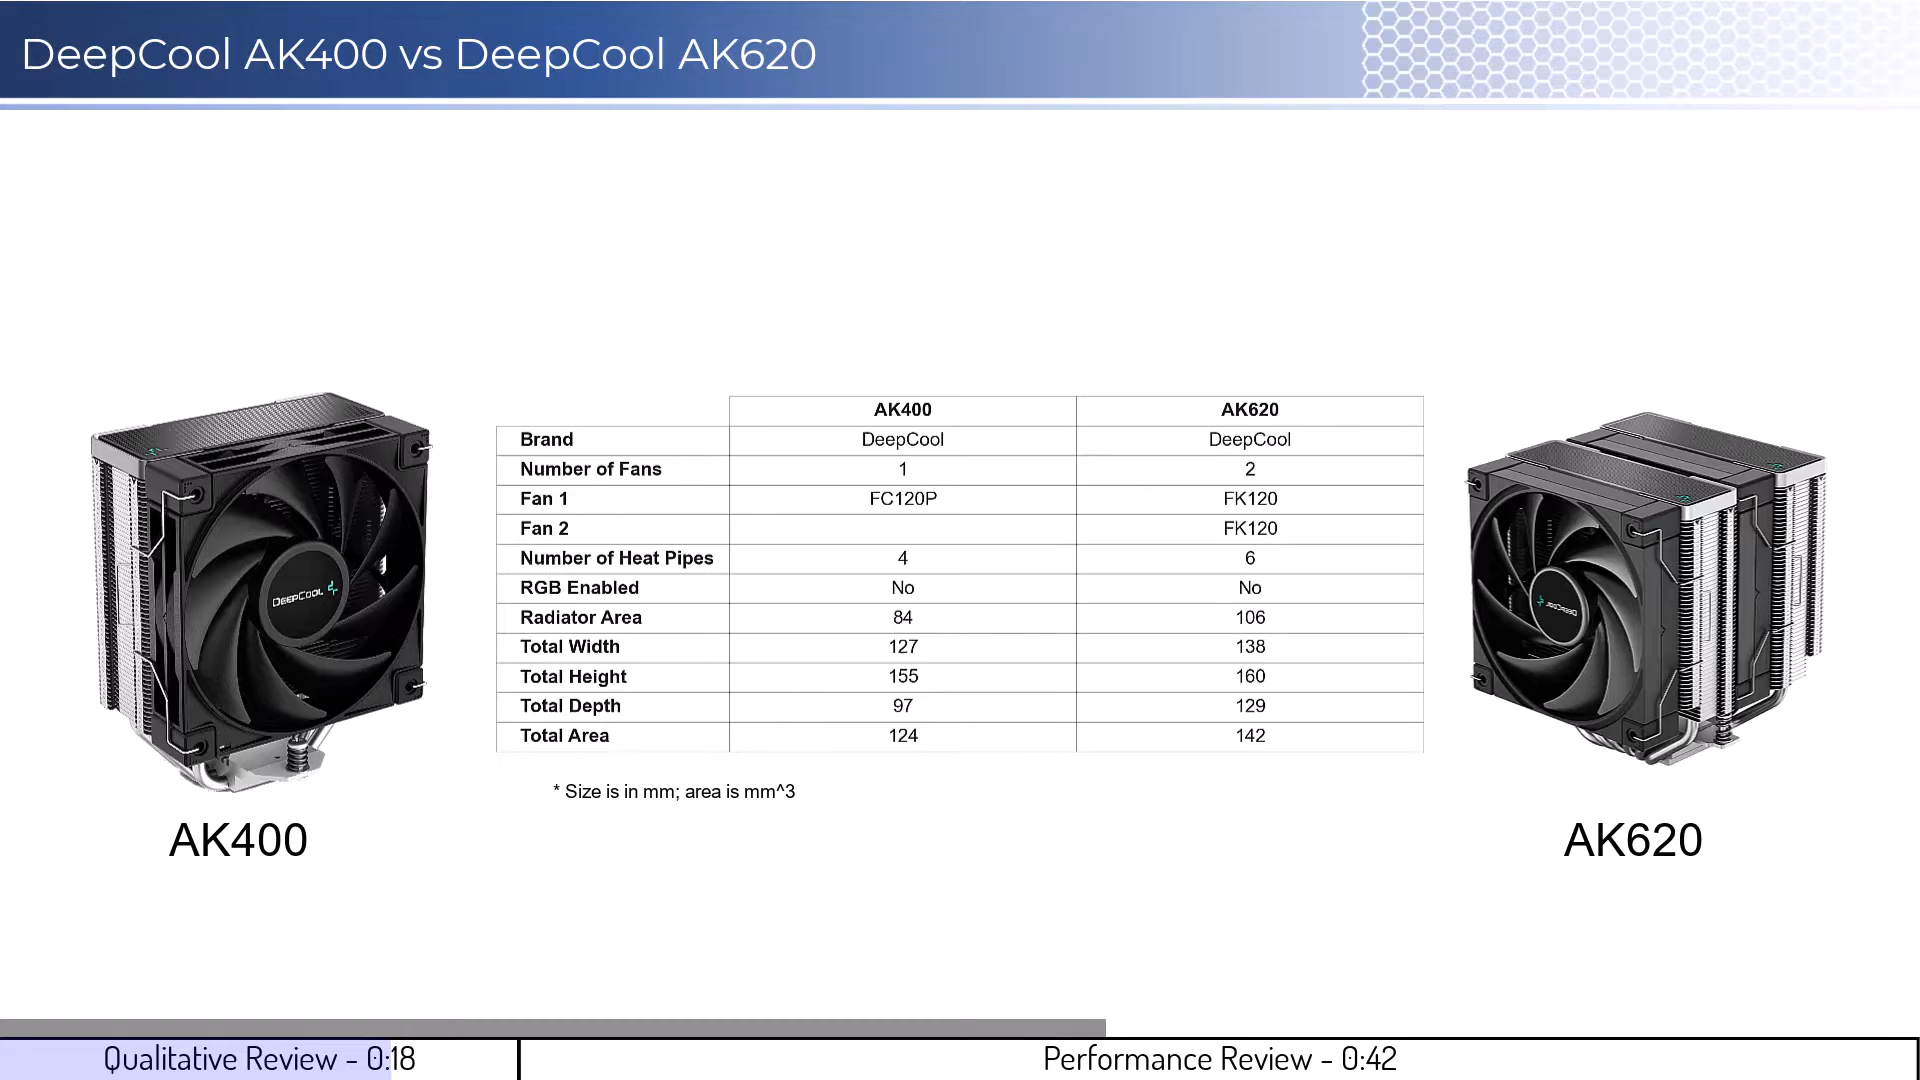 DeepCool AK400 vs DeepCool AK620
AK400 AK620
Brand DeepCool DeepCool
Number of Fans 1 2
Fan 1 FC120P FK120
Fan 2 FK120
Number of Heat Pipes 4 6
RGB Enabled No No
Radiator Area 84 106
Total Width 127 138
Total Height 155 160
Total Depth 97 129
Total Area 124 142
* Size is in mm; area is mm^3
DEEPCOOL
DEEPCOOL
AK400
AK620
Qualitative Review - 0:18
Performance Review - 0:42